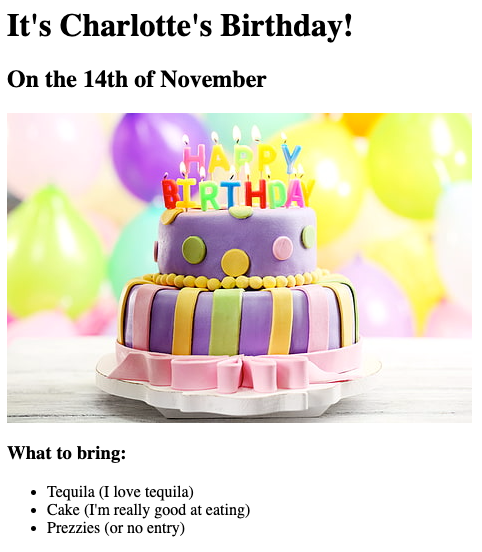 It's Charlotte's Birthday!
On the 14th of November
HAPPY
BIRTHDAY
What to bring:
Tequila (I love tequila)
Cake (I'm really good at eating)
Prezzies (or no entry)